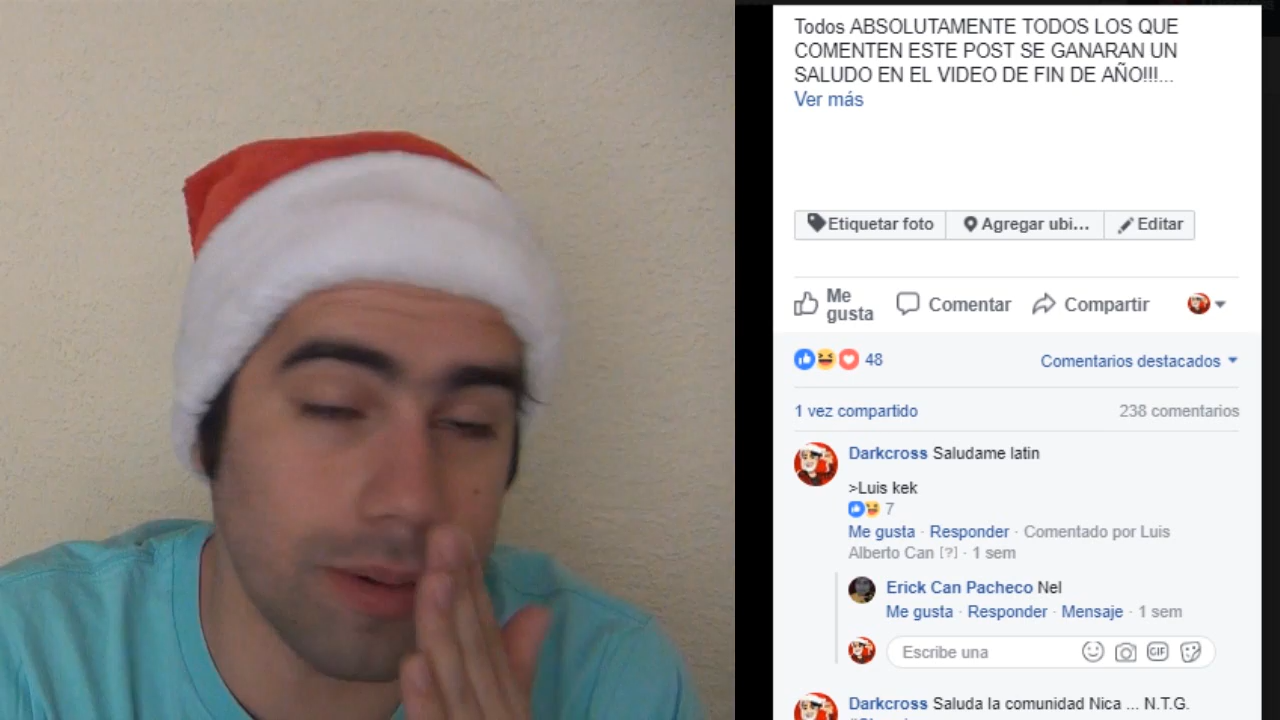 Todos ABSOLUTAMENTE TODOS LOS QUE
COMENTEN ESTE POST SE GANARAN UN
SALUDO EN EL VIDEO DE FIN DE AÑO!!!...
Ver más
Etiquetar foto
Agregar ubi...
Editar
Me gusta
Comentar
Compartir
48
Comentarios destacados
1 vez compartido
238 comentarios
Darkcross Saludame latin
>Luis kek
7
Me gusta · Responder · Comentado por Luis
Alberto Can [?] · 1 sem
Erick Can Pacheco Nel
Me gusta · Responder · Mensaje · 1 sem
Escribe una
GIF
Darkcross Saluda la comunidad Nica ... N.T.G.